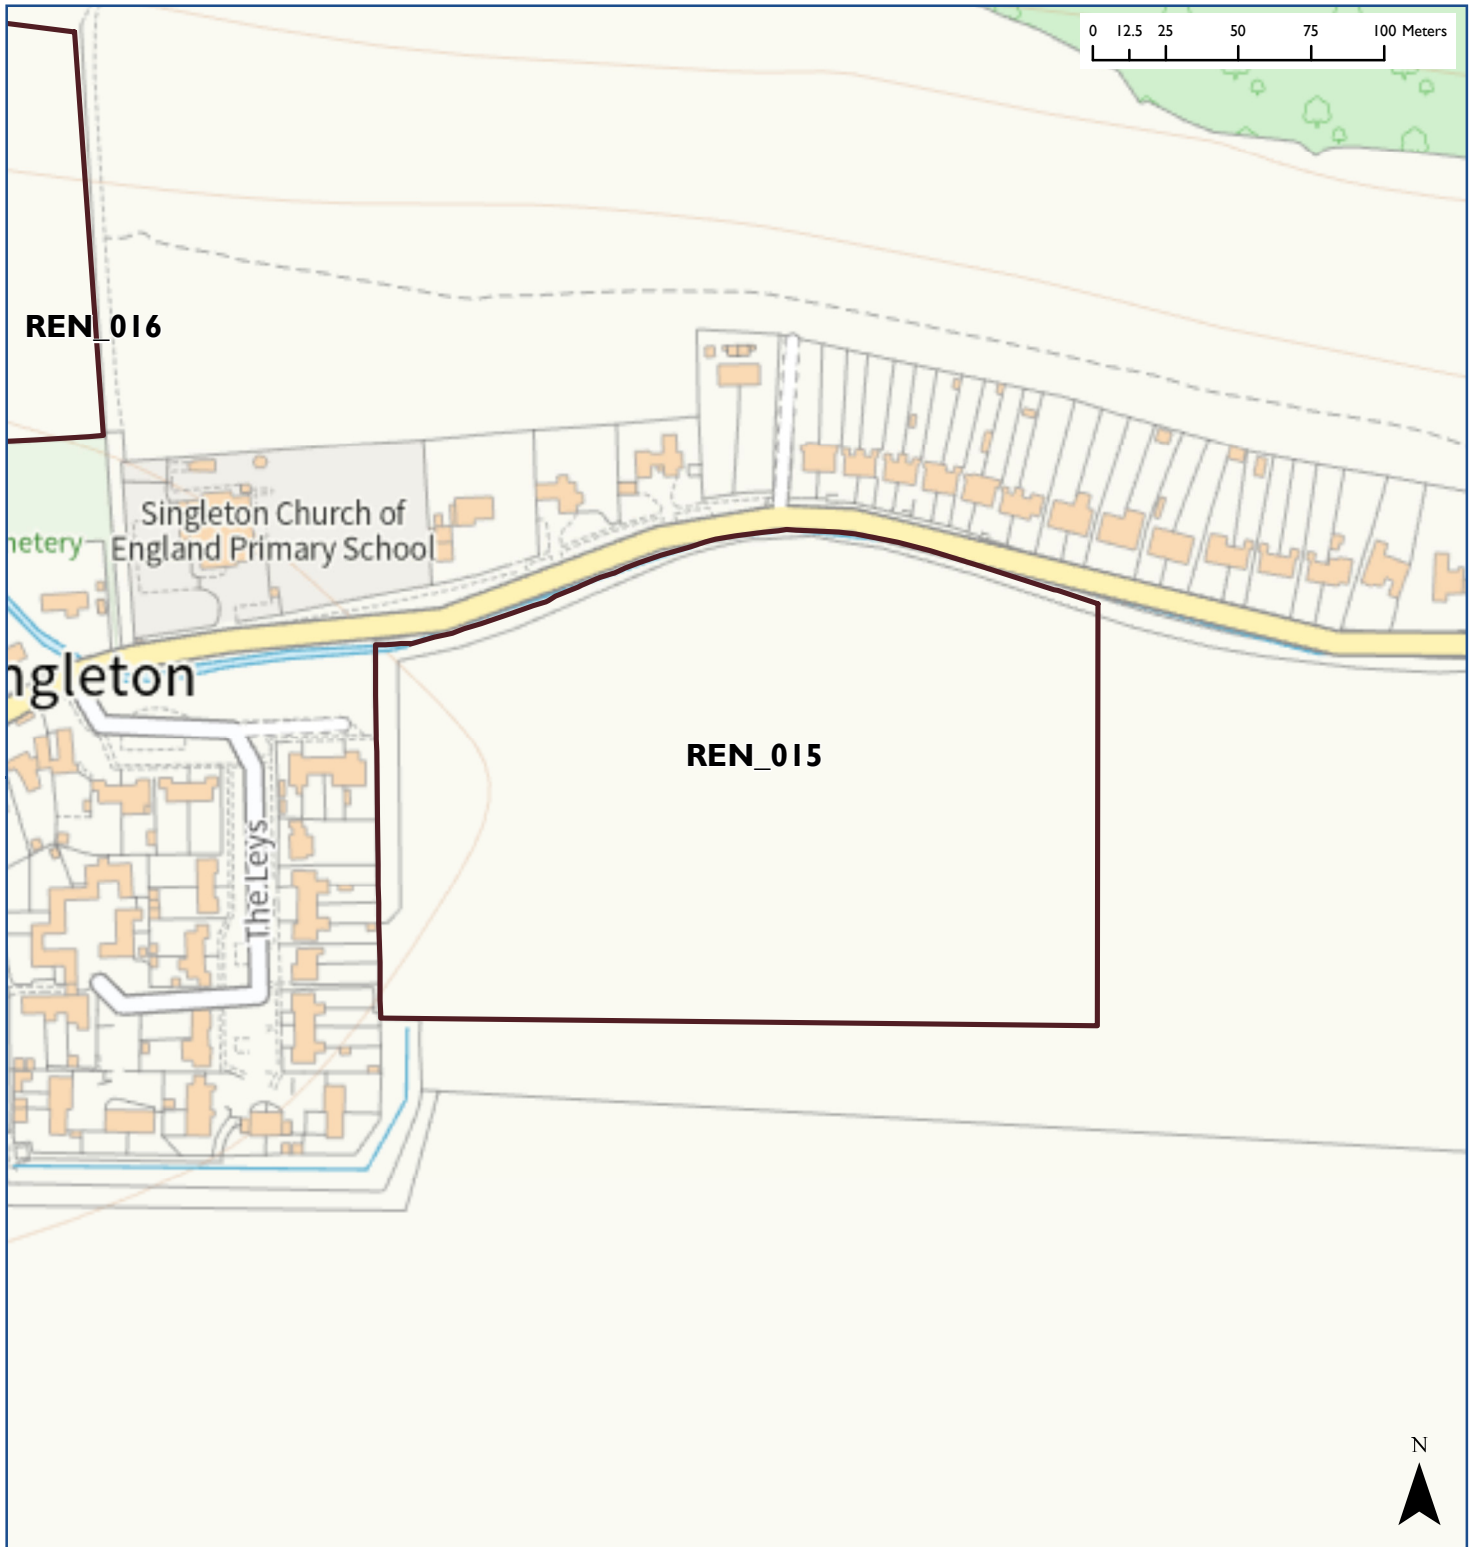 0 12.5 25 50 75 100 Meters
REN_016
Singleton Church of
England Primary School
netery
ngleton
REN_015
The Leys
N